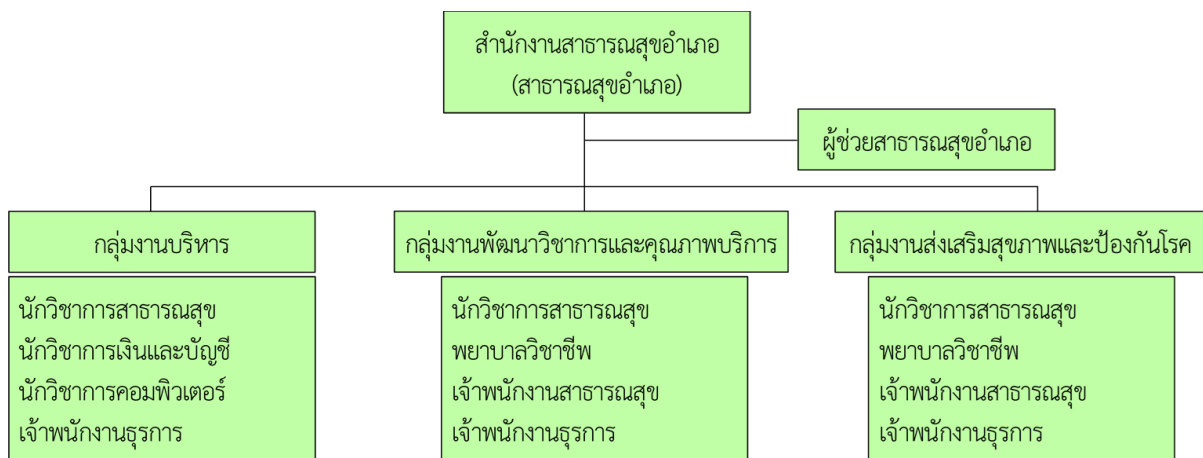 สำนักงานสาธารณสุขอำเภอ
(สาธารณสุขอำเภอ)
ผู้ช่วยสาธารณสุขอำเภอ
กลุ่มงานบริหาร
นักวิชาการสาธารณสุข
นักวิชาการเงินและบัญชี
นักวิชาการคอมพิวเตอร์
เจ้าพนักงานธุรการ
กลุ่มงานพัฒนาวิชาการและคุณภาพบริการ
นักวิชาการสาธารณสุข
พยาบาลวิชาชีพ
เจ้าพนักงานสาธารณสุข
เจ้าพนักงานธุรการ
กลุ่มงานส่งเสริมสุขภาพและป้องกันโรค
นักวิชาการสาธารณสุข
พยาบาลวิชาชีพ
เจ้าพนักงานสาธารณสุข
เจ้าพนักงานธุรการ